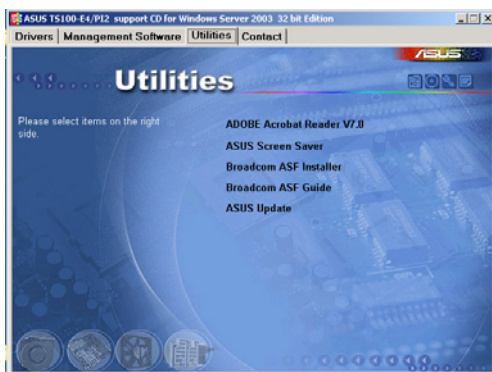 ASUS TS100-E4/PI2 support CD for Windows Server 2003 32 bit Edition
Drivers Management Software Utilities Contact
ASUS
Utilities
Please select items on the right
side.
ADOBE Acrobat Reader V7.0
ASUS Screen Saver
Broadcom ASF Installer
Broadcom ASF Guide
ASUS Update